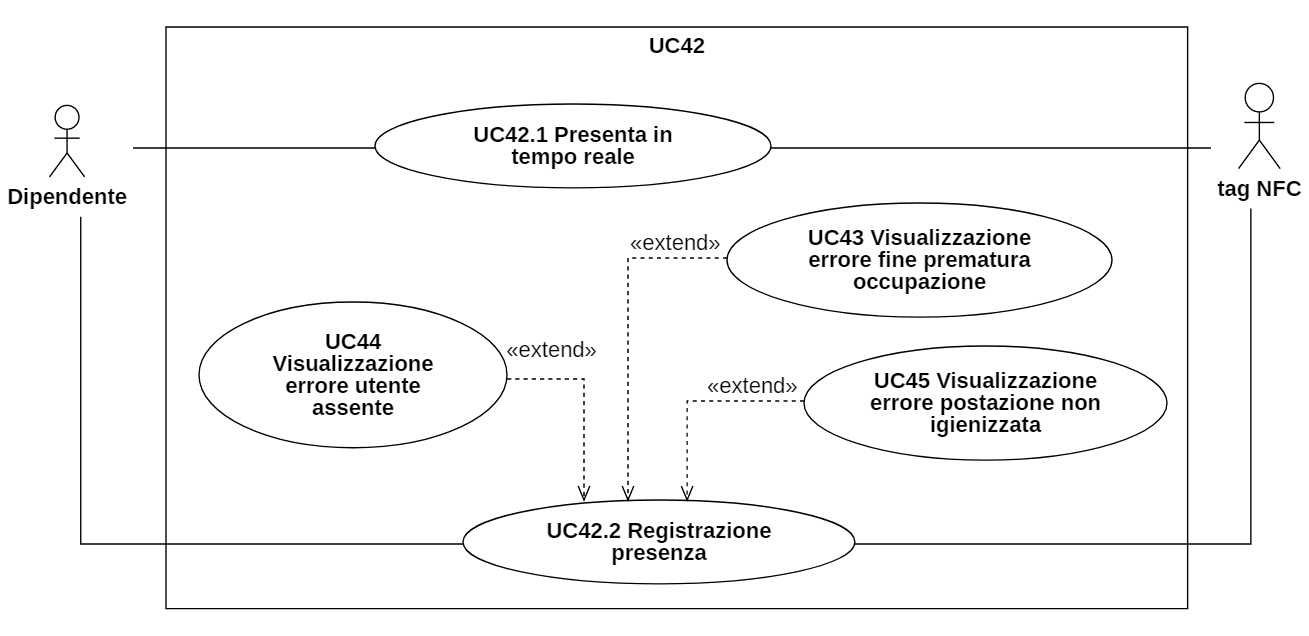 UC42
UC42.1 Presenta in
tempo reale
Dipendente
tag NFC
«extend»
UC43 Visualizzazione
errore fine prematura
occupazione
UC44
Visualizzazione
errore utente
assente
«extend»
«extend»
UC45 Visualizzazione
errore postazione non
igienizzata
UC42.2 Registrazione
presenza